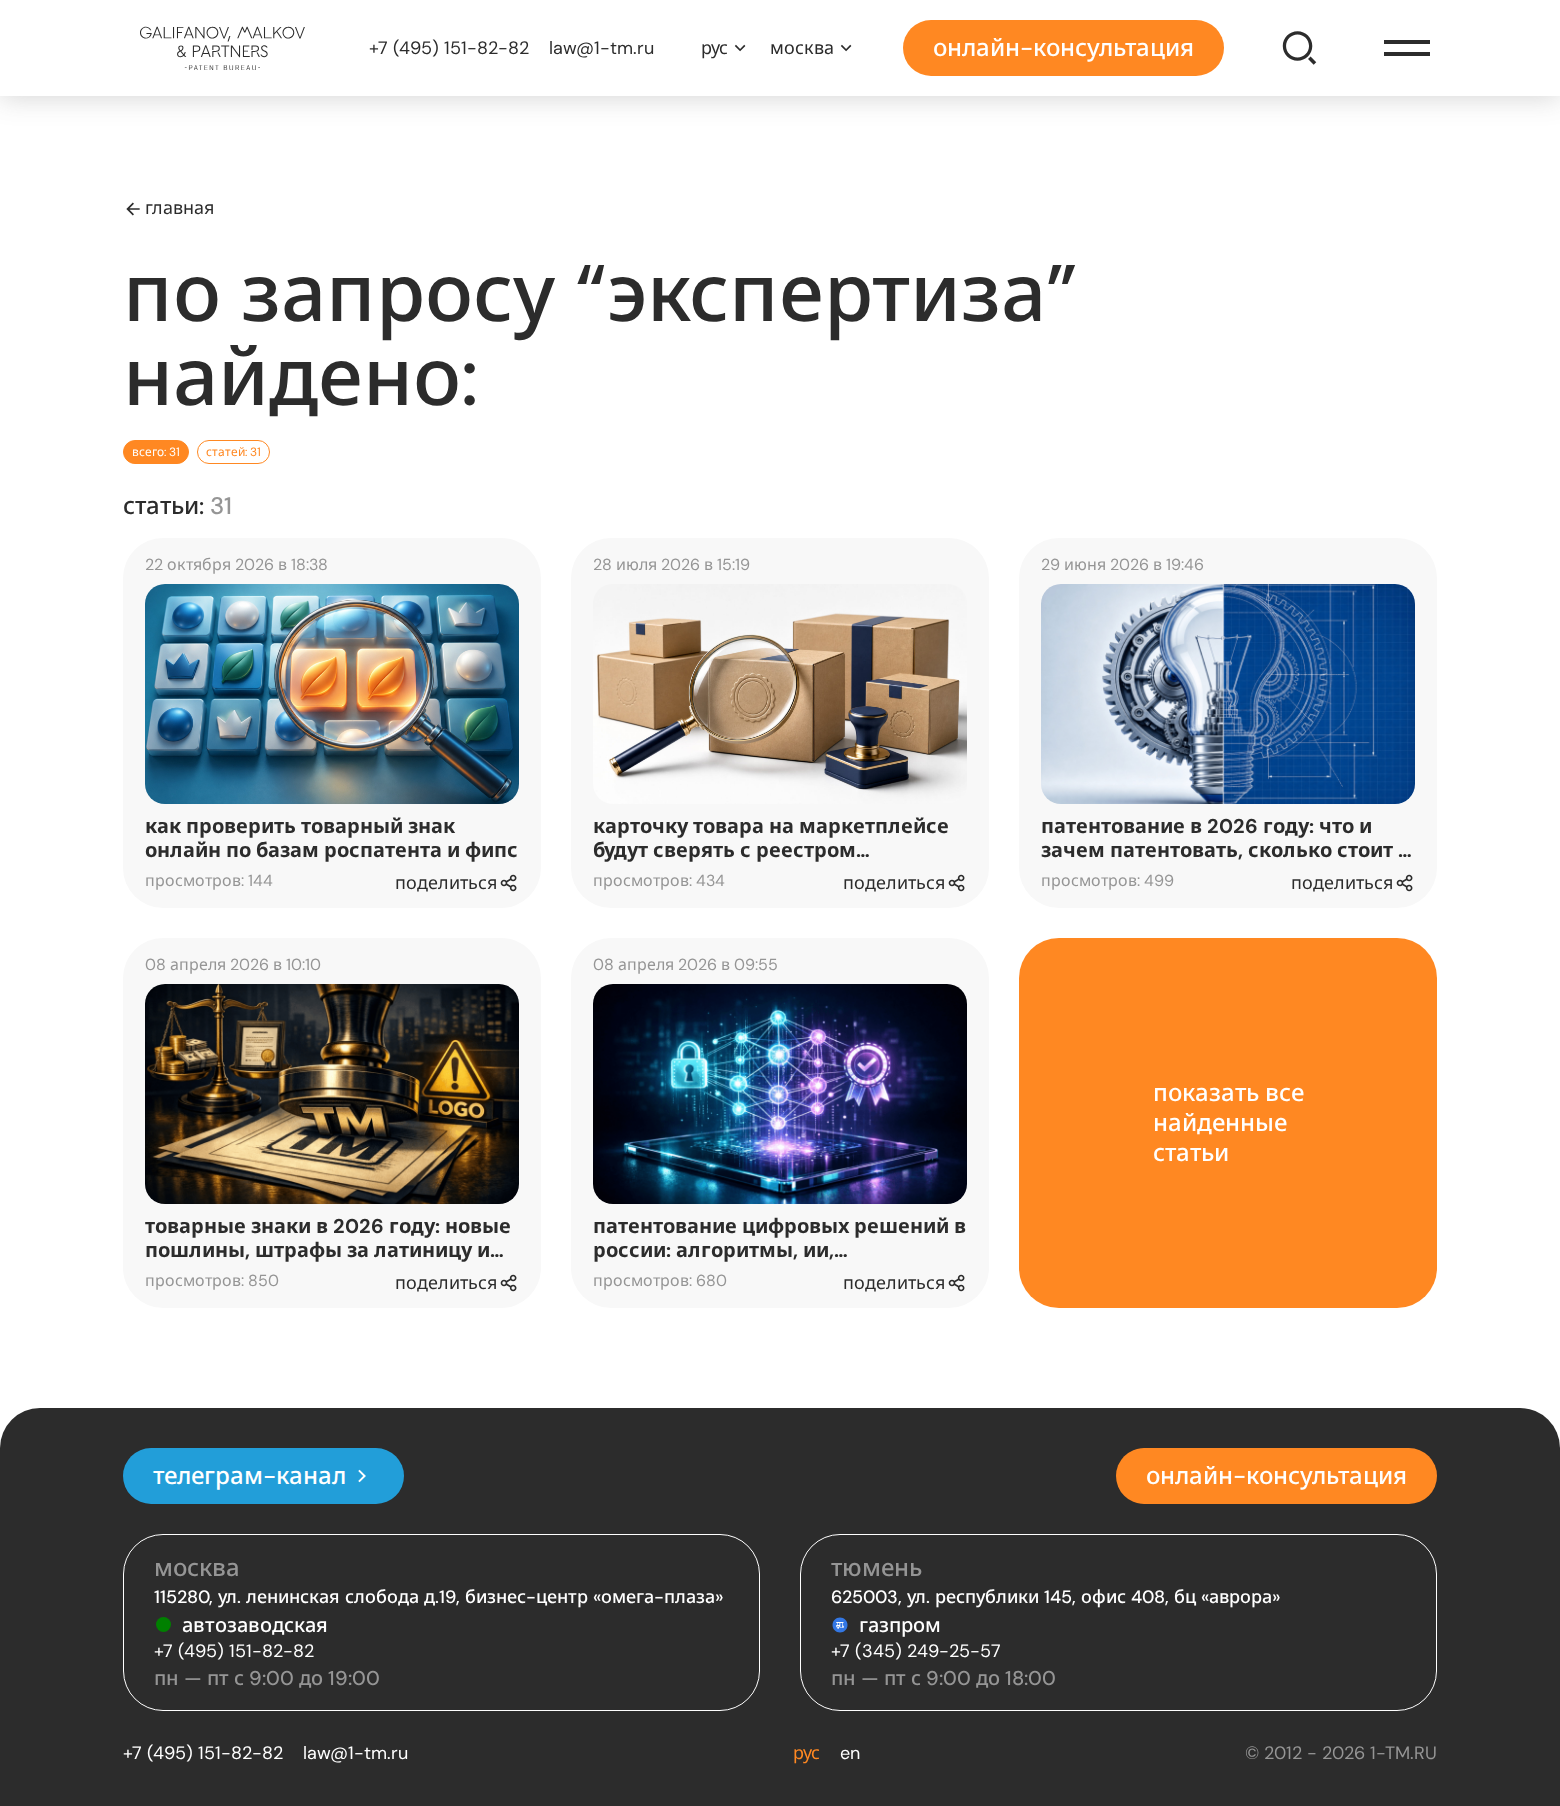 GALIFANOV, MALKOV
& PARTNERS
-PATENT BUREAU-
+7 (495) 151-82-82 law@1-tm.ru рус москва онлайн-консультация
главная
по запросу “экспертиза”
найдено:
всего: 31 статей: 31
статьи: 31
22 октября 2026 в 18:38
как проверить товарный знак
онлайн по базам роспатента и фипс
просмотров: 144 поделиться
28 июля 2026 в 15:19
карточку товара на маркетплейсе
будут сверять с реестром...
просмотров: 434 поделиться
29 июня 2026 в 19:46
патентование в 2026 году: что и
зачем патентовать, сколько стоит ...
просмотров: 499 поделиться
08 апреля 2026 в 10:10
LOGO
TM
TM
товарные знаки в 2026 году: новые
пошлины, штрафы за латиницу и...
просмотров: 850 поделиться
08 апреля 2026 в 09:55
патентование цифровых решений в
россии: алгоритмы, ии,...
просмотров: 680 поделиться
показать все
найденные
статьи
телеграм-канал онлайн-консультация
москва
115280, ул. ленинская слобода д.19, бизнес-центр «омега-плаза»
автозаводская
+7 (495) 151-82-82
пн — пт с 9:00 до 19:00
тюмень
625003, ул. республики 145, офис 408, бц «аврора»
газпром
+7 (345) 249-25-57
пн — пт с 9:00 до 18:00
+7 (495) 151-82-82 law@1-tm.ru рус en © 2012 - 2026 1-TM.RU